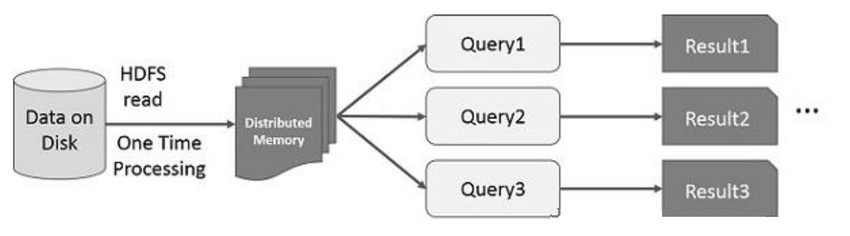 HDFS
read
Data on
Disk
One Time
Processing
Distributed
Memory
Query1
Result1
Query2
Result2
...
Query3
Result3